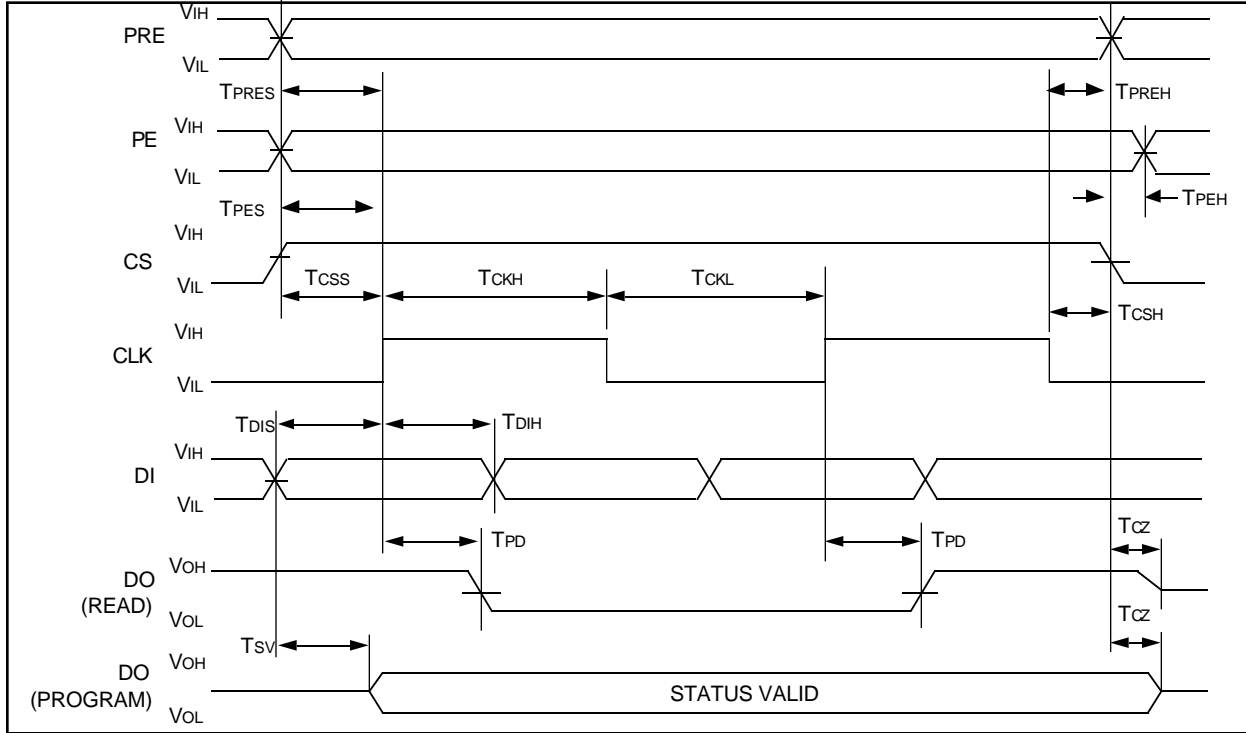 VIH
PRE
VIL
TPRES
TPREH
VIH
PE
VIL
TPES
TPEH
VIH
CS
VIL
TCSS
TCKH
TCKL
TCSH
VIH
CLK
VIL
TDIS
TDIH
VIH
DI
VIL
TPD
TPD
TCZ
VOH
DO
(READ)
VOL
TCZ
TSV
VOH
DO
(PROGRAM)
STATUS VALID
VOL